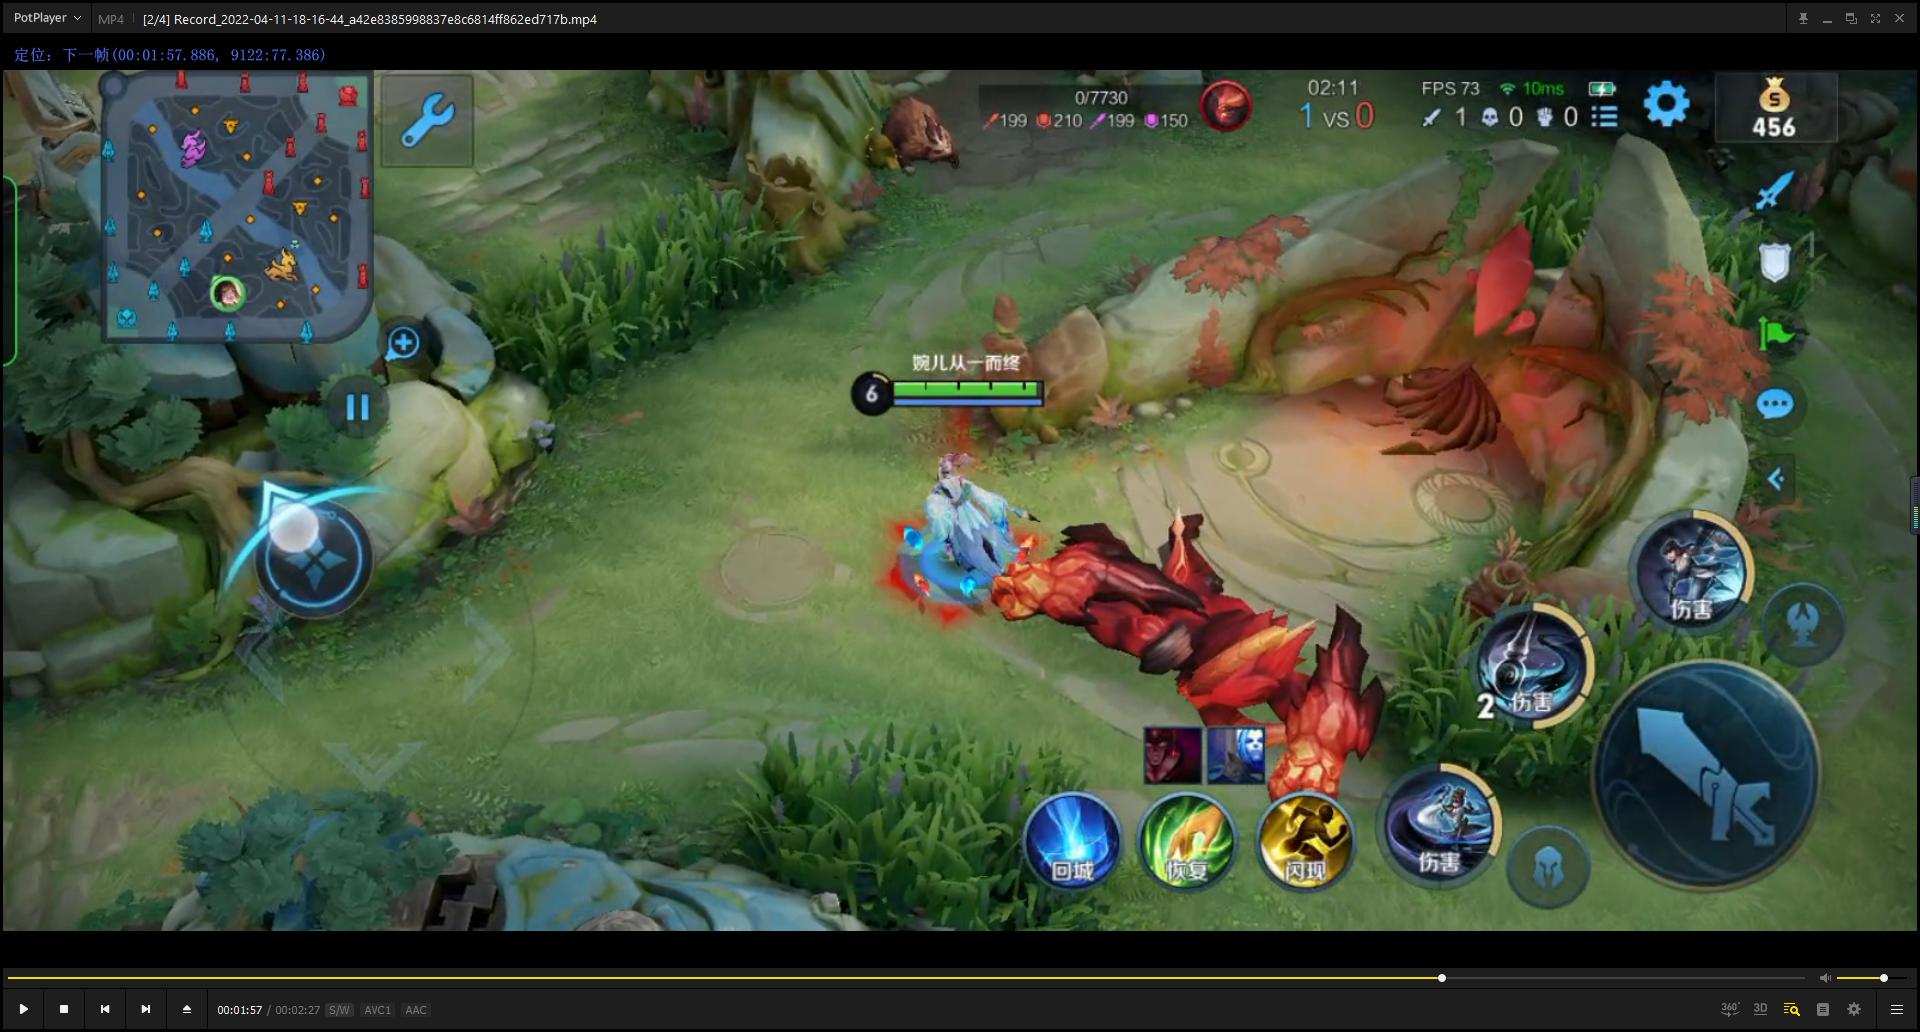 PotPlayer MP4 [2/4] Record_2022-04-11-18-16-44_a42e8385998837e8c6814ff862ed717b.mp4
定位: 下一帧(00:01:57.886, 9122:77.386)
0/7730
199 210 199 150
02:11
1 VS 0
FPS 73 10ms
1 0 0
456
婉儿从一而终
6
伤害
2 伤害
伤害
回城 恢复 闪现
00:01:57 / 00:02:27 S/W AVC1 AAC
360° 3D